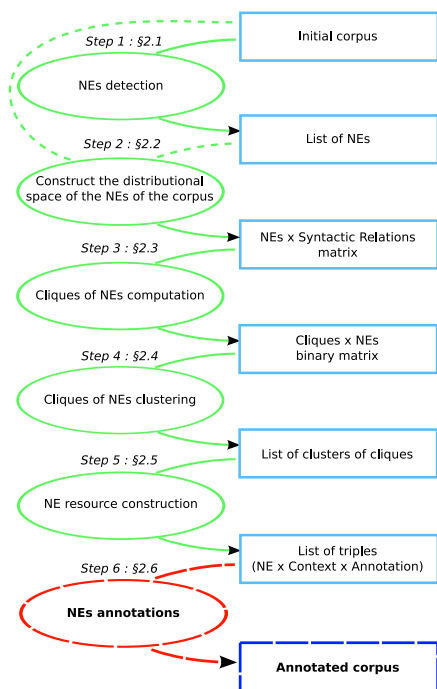 Initial corpus
Step 1 : §2.1
NEs detection
List of NEs
Step 2 : §2.2
Construct the distributional
space of the NEs of the corpus
NEs x Syntactic Relations
matrix
Step 3 : §2.3
Cliques of NEs computation
Cliques x NEs
binary matrix
Step 4 : §2.4
Cliques of NEs clustering
List of clusters of cliques
Step 5 : §2.5
NE resource construction
List of triples
(NE x Context x Annotation)
Step 6 : §2.6
NEs annotations
Annotated corpus